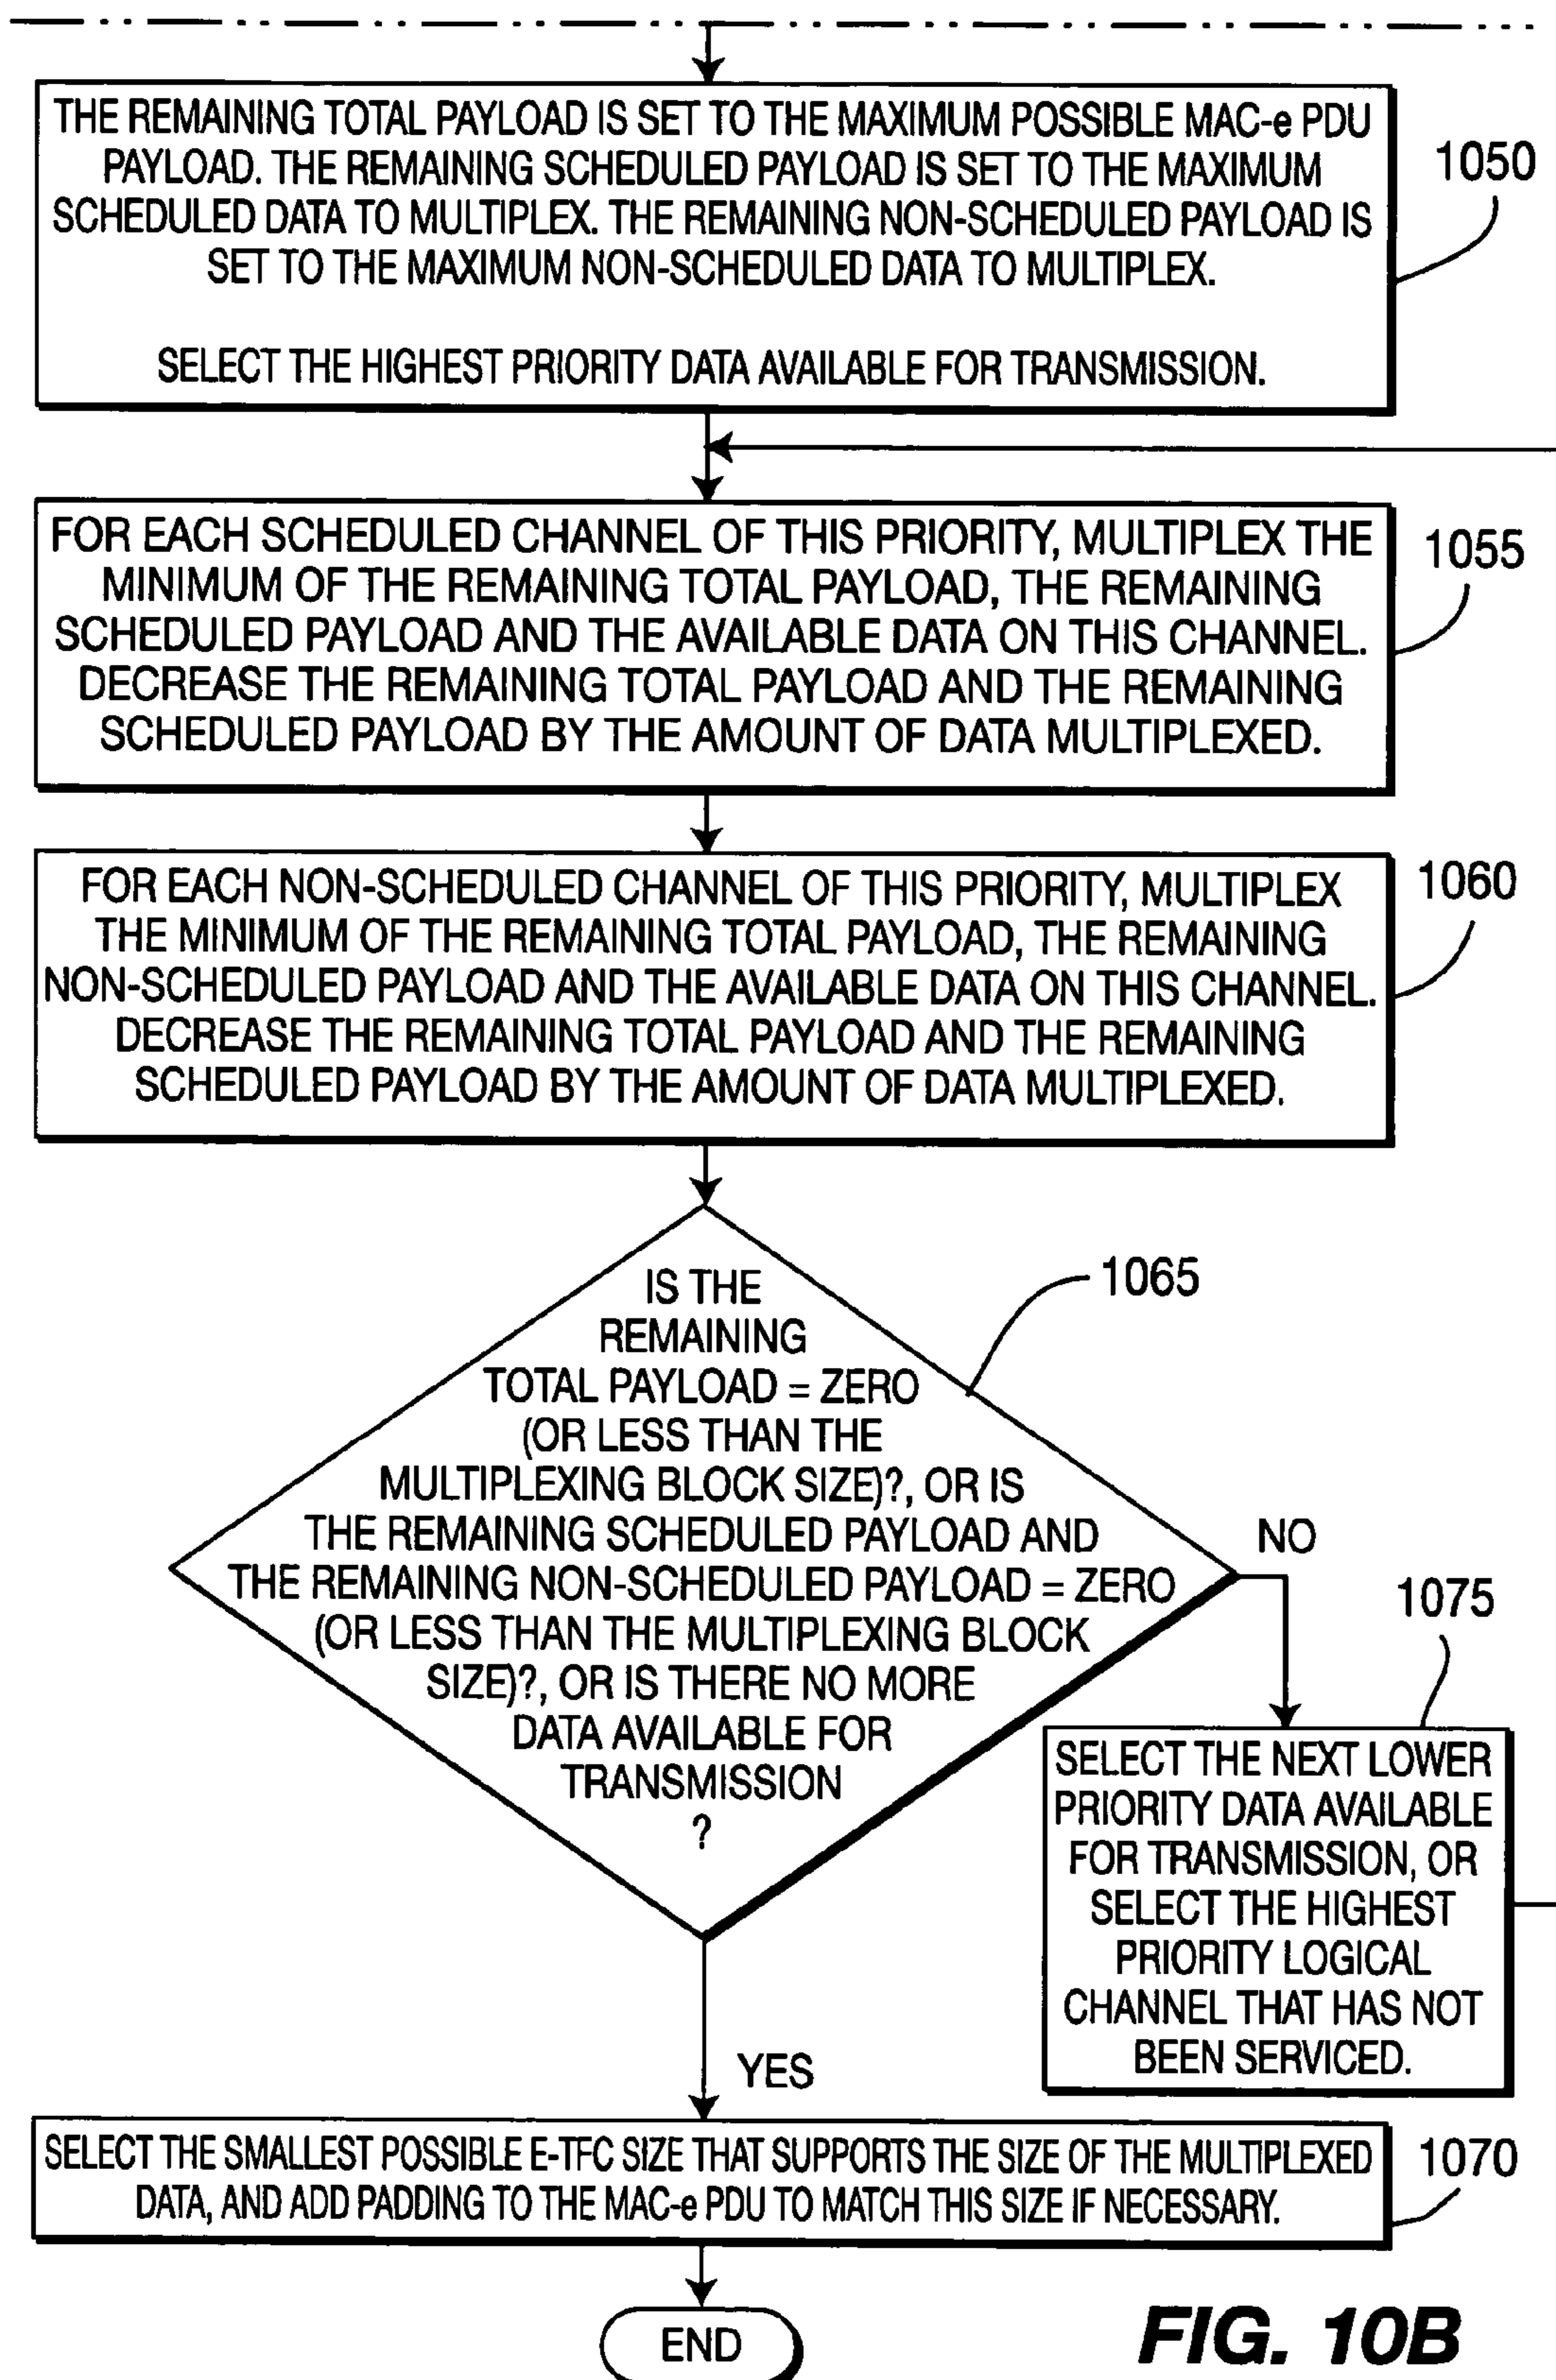 THE REMAINING TOTAL PAYLOAD IS SET TO THE MAXIMUM POSSIBLE MAC-e PDU
PAYLOAD. THE REMAINING SCHEDULED PAYLOAD IS SET TO THE MAXIMUM
SCHEDULED DATA TO MULTIPLEX. THE REMAINING NON-SCHEDULED PAYLOAD IS
SET TO THE MAXIMUM NON-SCHEDULED DATA TO MULTIPLEX.
SELECT THE HIGHEST PRIORITY DATA AVAILABLE FOR TRANSMISSION.
1050
FOR EACH SCHEDULED CHANNEL OF THIS PRIORITY, MULTIPLEX THE
MINIMUM OF THE REMAINING TOTAL PAYLOAD, THE REMAINING
SCHEDULED PAYLOAD AND THE AVAILABLE DATA ON THIS CHANNEL.
DECREASE THE REMAINING TOTAL PAYLOAD AND THE REMAINING
SCHEDULED PAYLOAD BY THE AMOUNT OF DATA MULTIPLEXED.
1055
FOR EACH NON-SCHEDULED CHANNEL OF THIS PRIORITY, MULTIPLEX
THE MINIMUM OF THE REMAINING TOTAL PAYLOAD, THE REMAINING
NON-SCHEDULED PAYLOAD AND THE AVAILABLE DATA ON THIS CHANNEL.
DECREASE THE REMAINING TOTAL PAYLOAD AND THE REMAINING
SCHEDULED PAYLOAD BY THE AMOUNT OF DATA MULTIPLEXED.
1060
IS THE
REMAINING
TOTAL PAYLOAD = ZERO
(OR LESS THAN THE
MULTIPLEXING BLOCK SIZE)?, OR IS
THE REMAINING SCHEDULED PAYLOAD AND
THE REMAINING NON-SCHEDULED PAYLOAD = ZERO
(OR LESS THAN THE MULTIPLEXING BLOCK
SIZE)?, OR IS THERE NO MORE
DATA AVAILABLE FOR
TRANSMISSION
?
1065
NO
1075
SELECT THE NEXT LOWER
PRIORITY DATA AVAILABLE
FOR TRANSMISSION, OR
SELECT THE HIGHEST
PRIORITY LOGICAL
CHANNEL THAT HAS NOT
BEEN SERVICED.
YES
SELECT THE SMALLEST POSSIBLE E-TFC SIZE THAT SUPPORTS THE SIZE OF THE MULTIPLEXED
DATA, AND ADD PADDING TO THE MAC-e PDU TO MATCH THIS SIZE IF NECESSARY.
1070
END
FIG. 10B